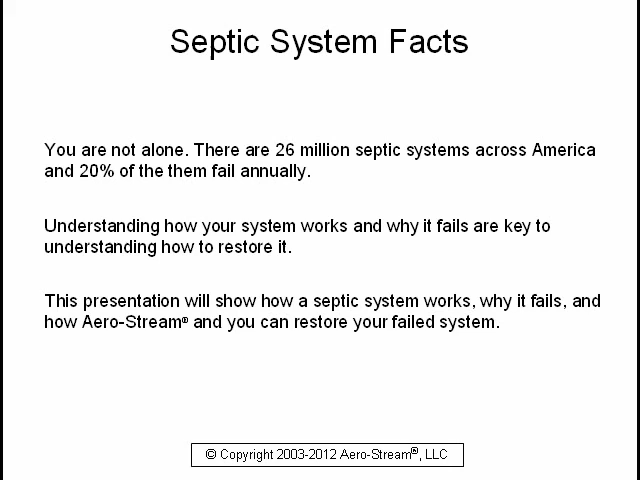 Septic System Facts
You are not alone. There are 26 million septic systems across America
and 20% of the them fail annually.
Understanding how your system works and why it fails are key to
understanding how to restore it.
This presentation will show how a septic system works, why it fails, and
how Aero-Stream® and you can restore your failed system.
© Copyright 2003-2012 Aero-Stream®, LLC